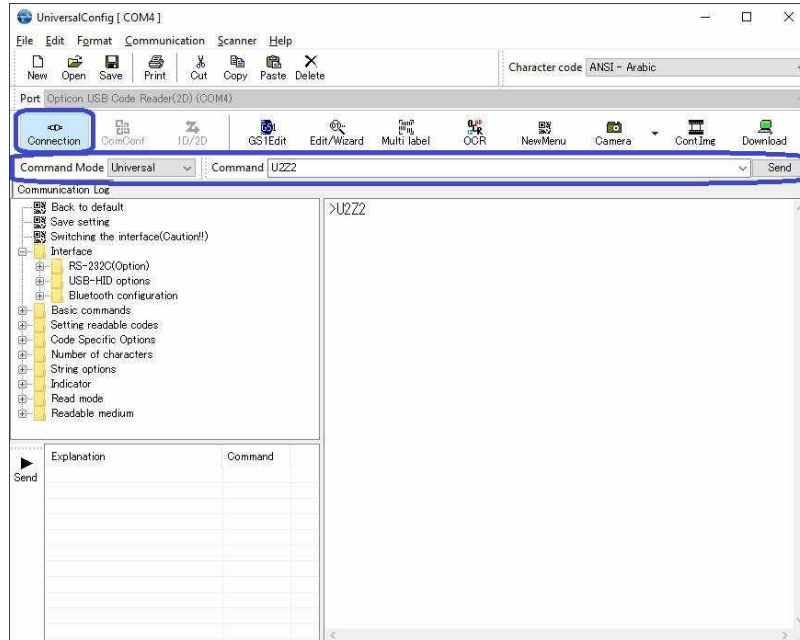 UniversalConfig [ COM4 ]
File Edit Format Communication Scanner Help
New Open Save Print Cut Copy Paste Delete
Character code ANSI - Arabic
Port Opticon USB Code Reader(2D) (COM4)
Connection ComConf 1D/2D GS1Edit Edit/Wizard Multi label OCR NewMenu Camera ContImg Download
Command Mode Universal Command U2Z2 Send
Communication Log
Back to default
Save setting
Switching the interface(Caution!!)
Interface
RS-232C(Option)
USB-HID options
Bluetooth configuration
Basic commands
Setting readable codes
Code Specific Options
Number of characters
String options
Indicator
Read mode
Readable medium
>U2Z2
Send
Explanation Command